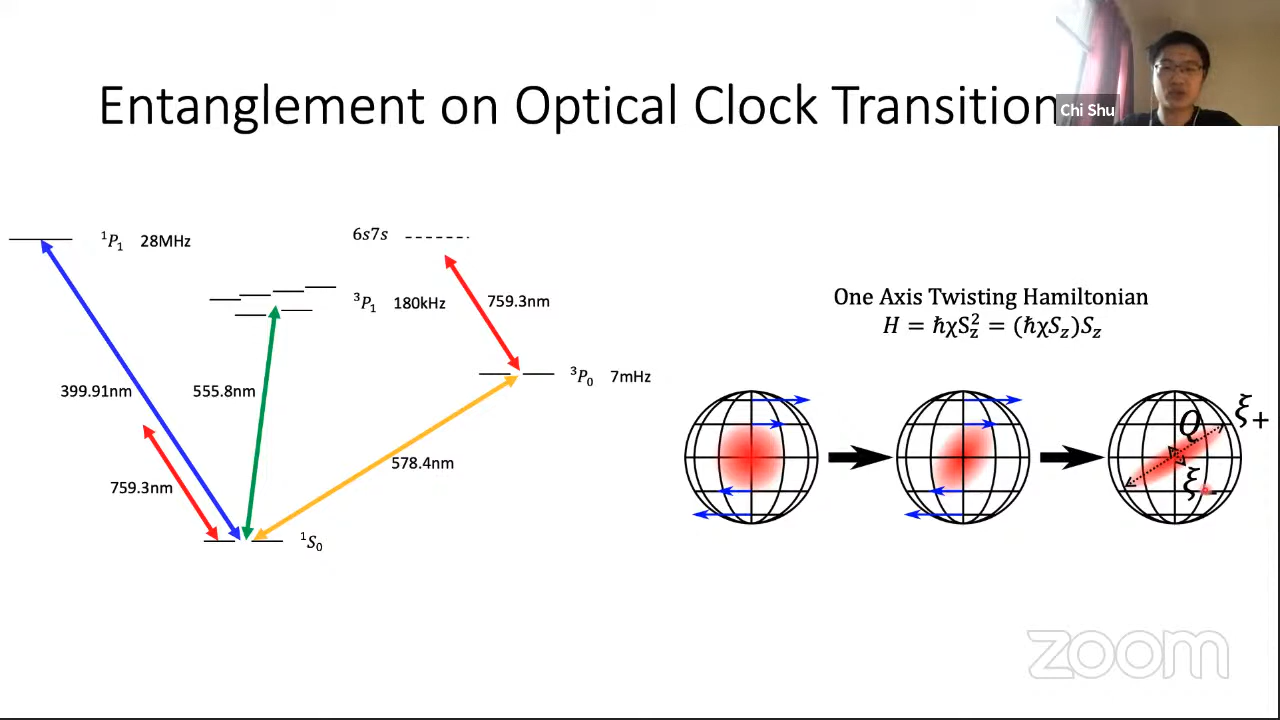 Entanglement on Optical Clock Transition
Chi Shu
¹P₁ 28MHz
6s7s
³P₁ 180kHz
759.3nm
³P₀ 7mHz
399.91nm
555.8nm
578.4nm
759.3nm
¹S₀
One Axis Twisting Hamiltonian
H = ħχS_z² = (ħχS_z)S_z
Q
ξ₊
ξ₋
zoom